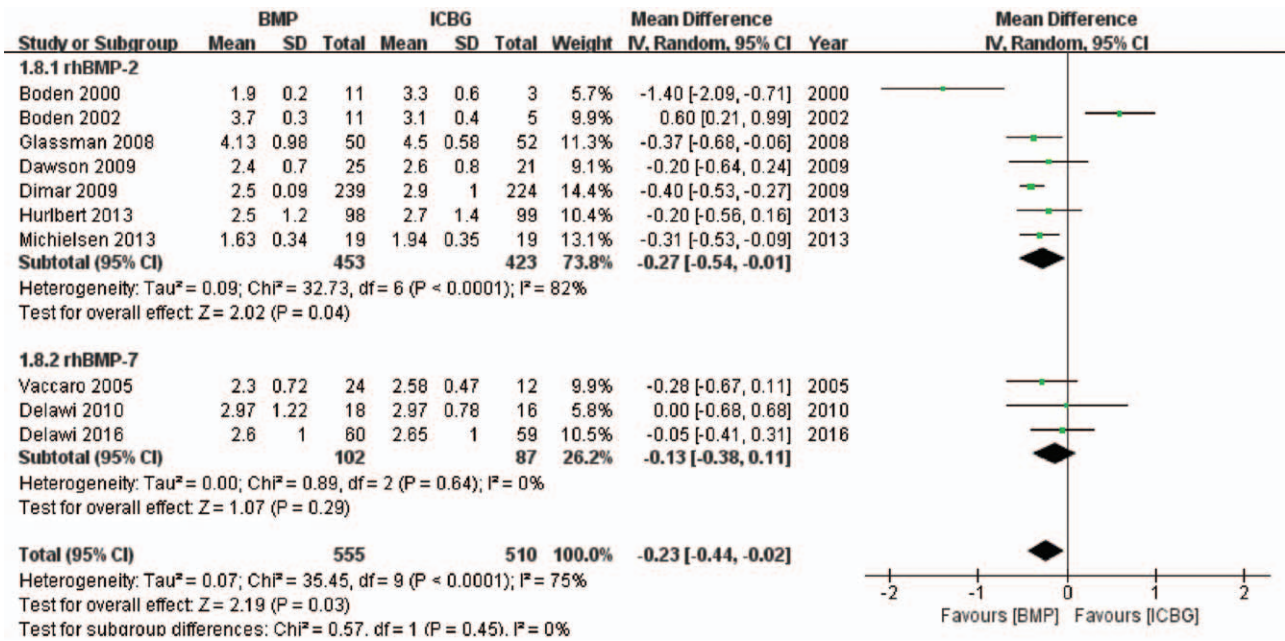 BMP ICBG Mean Difference Mean Difference
Study or Subgroup Mean SD Total Mean SD Total Weight IV, Random, 95% CI Year IV, Random, 95% CI
1.8.1 rhBMP-2
Boden 2000 1.9 0.2 11 3.3 0.6 3 5.7% -1.40 [-2.09, -0.71] 2000
Boden 2002 3.7 0.3 11 3.1 0.4 5 9.9% 0.60 [0.21, 0.99] 2002
Glassman 2008 4.13 0.98 50 4.5 0.58 52 11.3% -0.37 [-0.68, -0.06] 2008
Dawson 2009 2.4 0.7 25 2.6 0.8 21 9.1% -0.20 [-0.64, 0.24] 2009
Dimar 2009 2.5 0.09 239 2.9 1 224 14.4% -0.40 [-0.53, -0.27] 2009
Hurlbert 2013 2.5 1.2 98 2.7 1.4 99 10.4% -0.20 [-0.56, 0.16] 2013
Michielsen 2013 1.63 0.34 19 1.94 0.35 19 13.1% -0.31 [-0.53, -0.09] 2013
Subtotal (95% CI) 453 423 73.8% -0.27 [-0.54, -0.01]
Heterogeneity: Tau² = 0.09; Chi² = 32.73, df = 6 (P < 0.0001); I² = 82%
Test for overall effect: Z = 2.02 (P = 0.04)
1.8.2 rhBMP-7
Vaccaro 2005 2.3 0.72 24 2.58 0.47 12 9.9% -0.28 [-0.67, 0.11] 2005
Delawi 2010 2.97 1.22 18 2.97 0.78 16 5.8% 0.00 [-0.68, 0.68] 2010
Delawi 2016 2.6 1 60 2.65 1 59 10.5% -0.05 [-0.41, 0.31] 2016
Subtotal (95% CI) 102 87 26.2% -0.13 [-0.38, 0.11]
Heterogeneity: Tau² = 0.00; Chi² = 0.89, df = 2 (P = 0.64); I² = 0%
Test for overall effect: Z = 1.07 (P = 0.29)
Total (95% CI) 555 510 100.0% -0.23 [-0.44, -0.02]
Heterogeneity: Tau² = 0.07; Chi² = 35.45, df = 9 (P < 0.0001); I² = 75%
Test for overall effect: Z = 2.19 (P = 0.03)
Test for subgroup differences: Chi² = 0.57, df = 1 (P = 0.45), I² = 0%
-2 -1 0 1 2
Favours [BMP] Favours [ICBG]